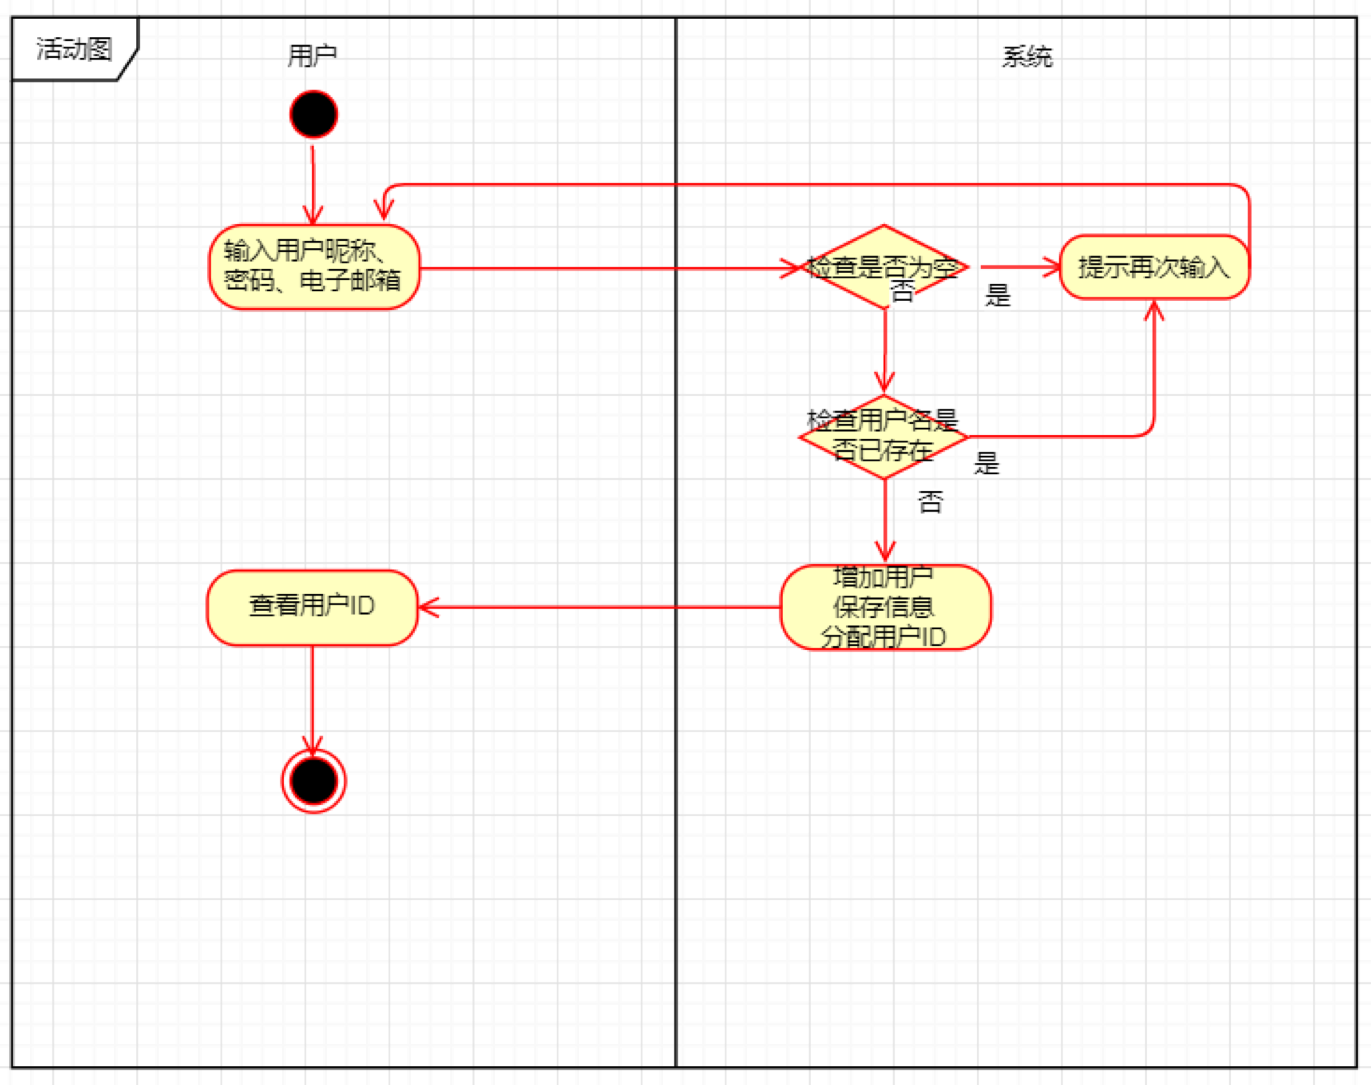 活动图
用户
系统
输入用户昵称、
密码、电子邮箱
检查是否为空
否
是
提示再次输入
检查用户名是
否已存在
是
否
增加用户
保存信息
分配用户ID
查看用户ID